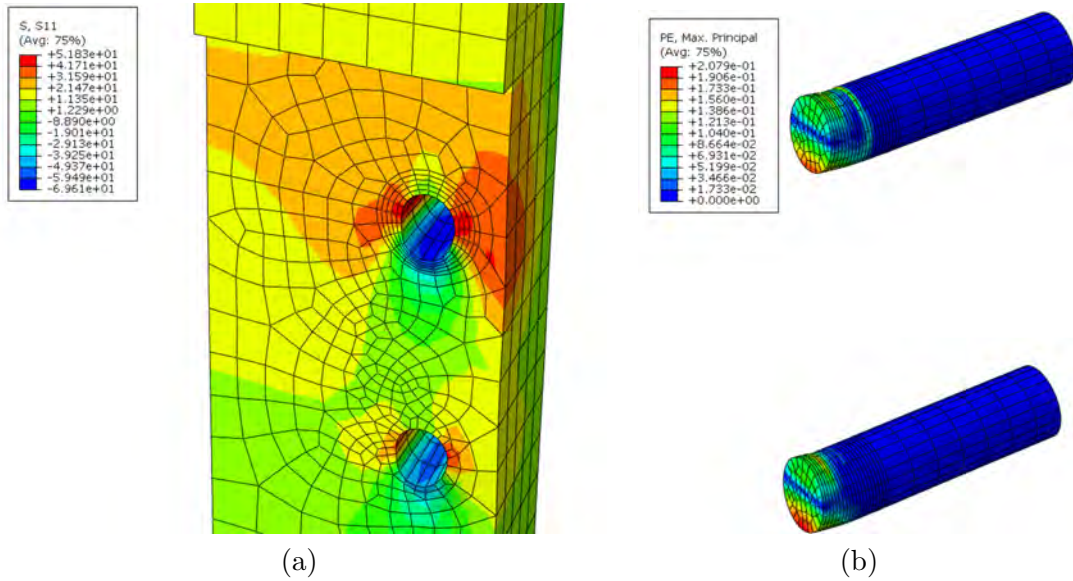 S, S11
(Avg: 75%)
+5.183e+01
+4.171e+01
+3.159e+01
+2.147e+01
+1.135e+01
+1.229e+00
-8.890e+00
-1.901e+01
-2.913e+01
-3.925e+01
-4.937e+01
-5.949e+01
-6.961e+01
PE, Max. Principal
(Avg: 75%)
+2.079e-01
+1.906e-01
+1.733e-01
+1.560e-01
+1.386e-01
+1.213e-01
+1.040e-01
+8.664e-02
+6.931e-02
+5.199e-02
+3.466e-02
+1.733e-02
+0.000e+00
(a)
(b)